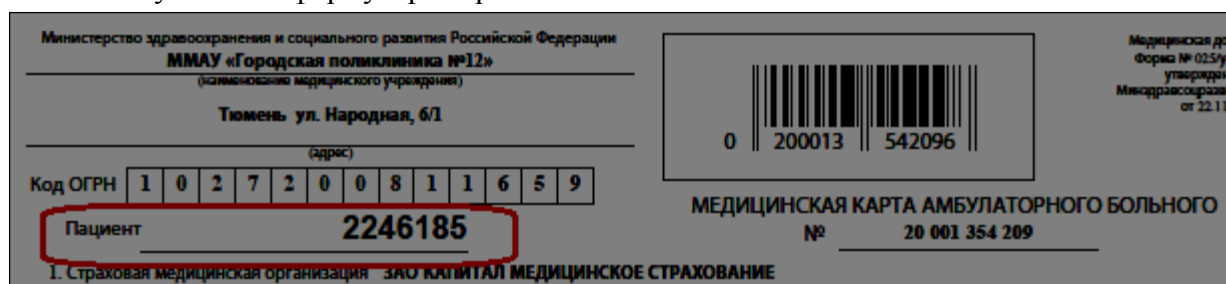 Министерство здравоохранения и социального развития Российской Федерации
ММАУ «Городская поликлиника №12»
(наименование медицинского учреждения)
Тюмень ул. Народная, 6/1
(адрес)
Код ОГРН 1 0 2 7 2 0 0 8 1 1 6 5 9
Пациент 2246185
0 200013 542096
Медицинская
Форма № 025/у
от 22.11
МЕДИЦИНСКАЯ КАРТА АМБУЛАТОРНОГО БОЛЬНОГО
№ 20 001 354 209
1. Страховая медицинская организация ЗАО КАПИТАЛ МЕДИЦИНСКОЕ СТРАХОВАНИЕ